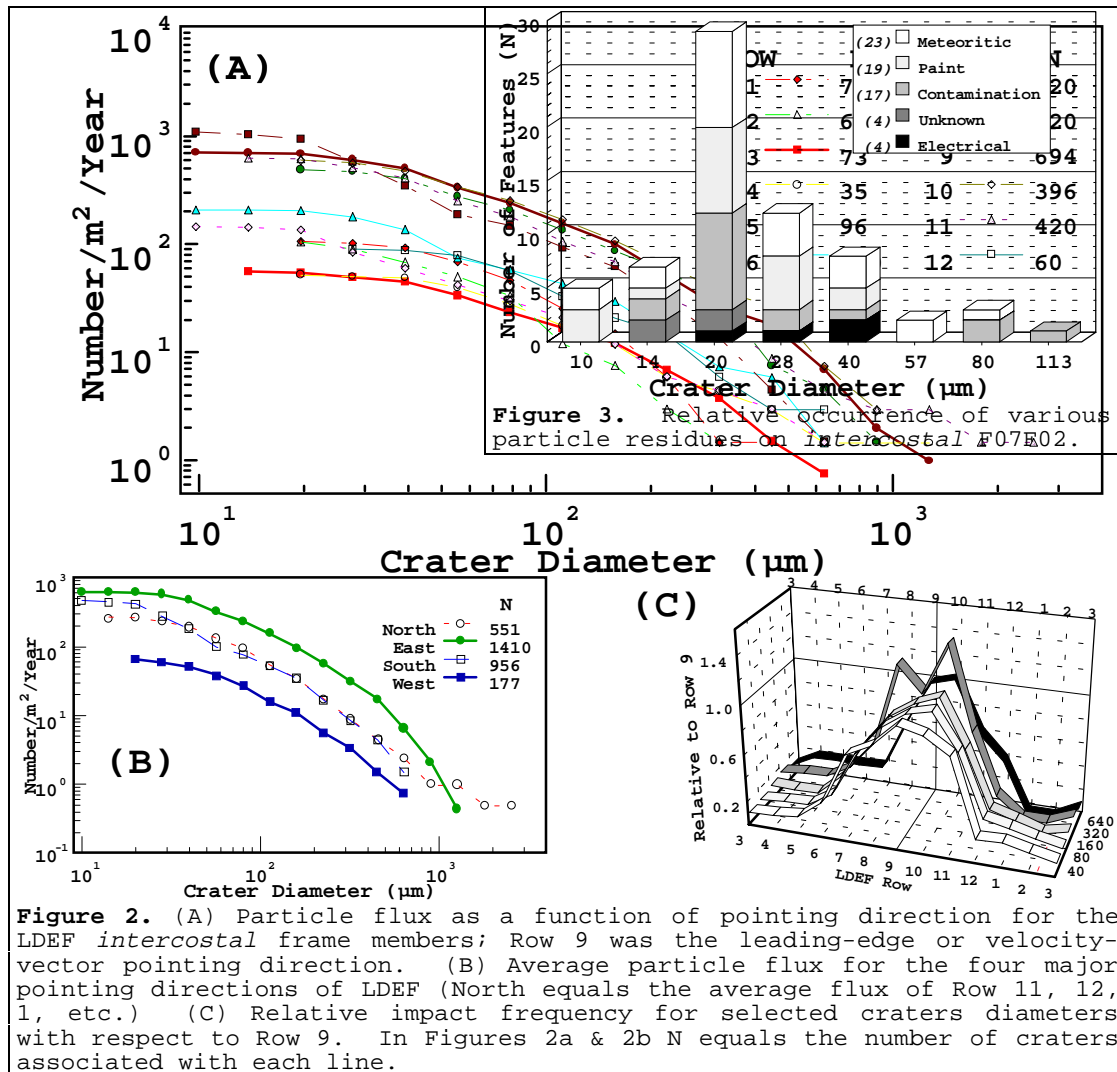 10⁴
10³
10²
10¹
10⁰
Number/m²/Year
(A)
OW
N
1 7 20
2 6 20
3 73 9 694
4 35 10 396
5 96 11 420
6 12 60
10¹ 10² 10³
Crater Diameter (µm)
30
25
20
15
10
5
0
Number of Features (N)
(23) Meteoritic
(19) Paint
(17) Contamination
(4) Unknown
(4) Electrical
10 14 20 28 40 57 80 113
Crater Diameter (µm)
Figure 3. Relative occurrence of various
particle residues on intercostal F07E02.
10³
10²
10¹
10⁰
10⁻¹
Number/m²/Year
(B)
N
North 551
East 1410
South 956
West 177
10¹ 10² 10³
Crater Diameter (µm)
(C)
3 4 5 6 7 8 9 10 11 12 1 2 3
1.4
1.0
0.6
0.2
Relative to Row 9
3 4 5 6 7 8 9 10 11 12 1 2 3
LDEF Row
640
320
160
80
40
Figure 2. (A) Particle flux as a function of pointing direction for the
LDEF intercostal frame members; Row 9 was the leading-edge or velocity-
vector pointing direction. (B) Average particle flux for the four major
pointing directions of LDEF (North equals the average flux of Row 11, 12,
1, etc.) (C) Relative impact frequency for selected craters diameters
with respect to Row 9. In Figures 2a & 2b N equals the number of craters
associated with each line.